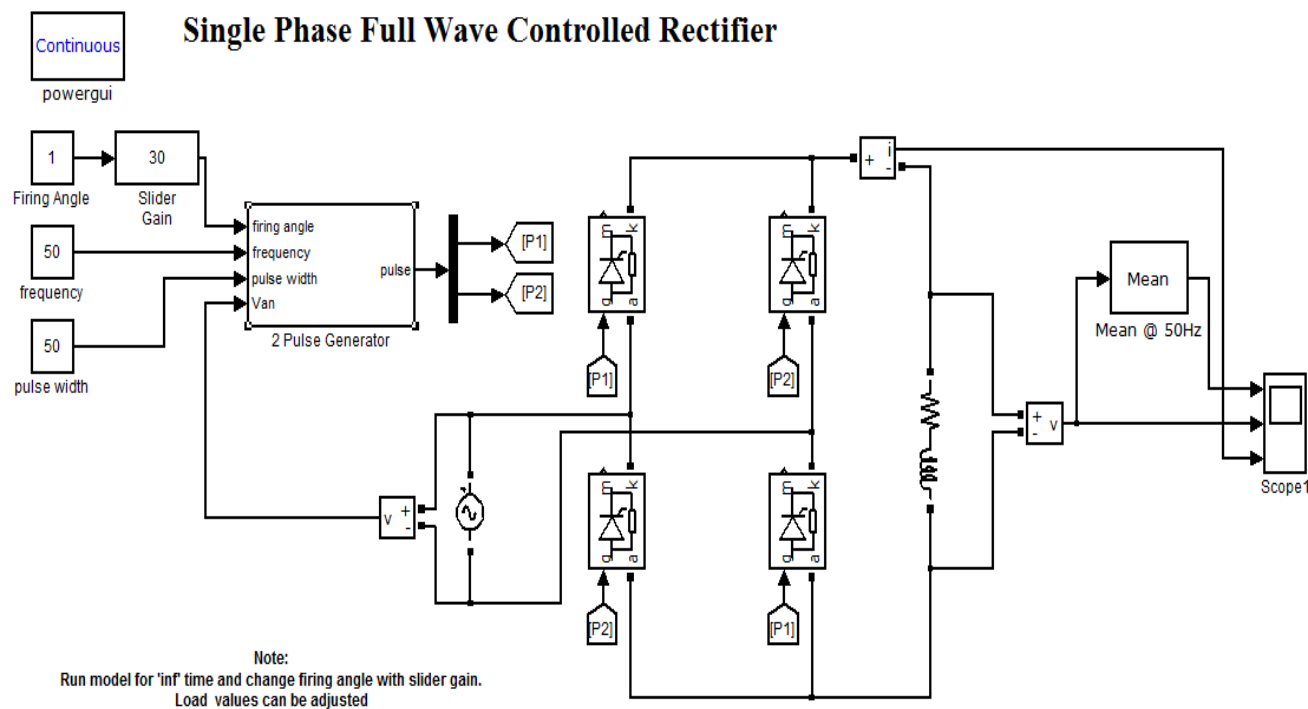 Single Phase Full Wave Controlled Rectifier
Continuous
powergui
1
Firing Angle
30
Slider
Gain
50
frequency
50
pulse width
firing angle
frequency
pulse width
Van
pulse
2 Pulse Generator
[P1]
[P2]
m
k
g
a
[P1]
m
k
g
a
[P2]
+
i
-
Mean
Mean @ 50Hz
+
-
v
Scope1
v
+
-
m
k
g
a
[P2]
m
k
g
a
[P1]
Note:
Run model for 'inf' time and change firing angle with slider gain.
Load values can be adjusted